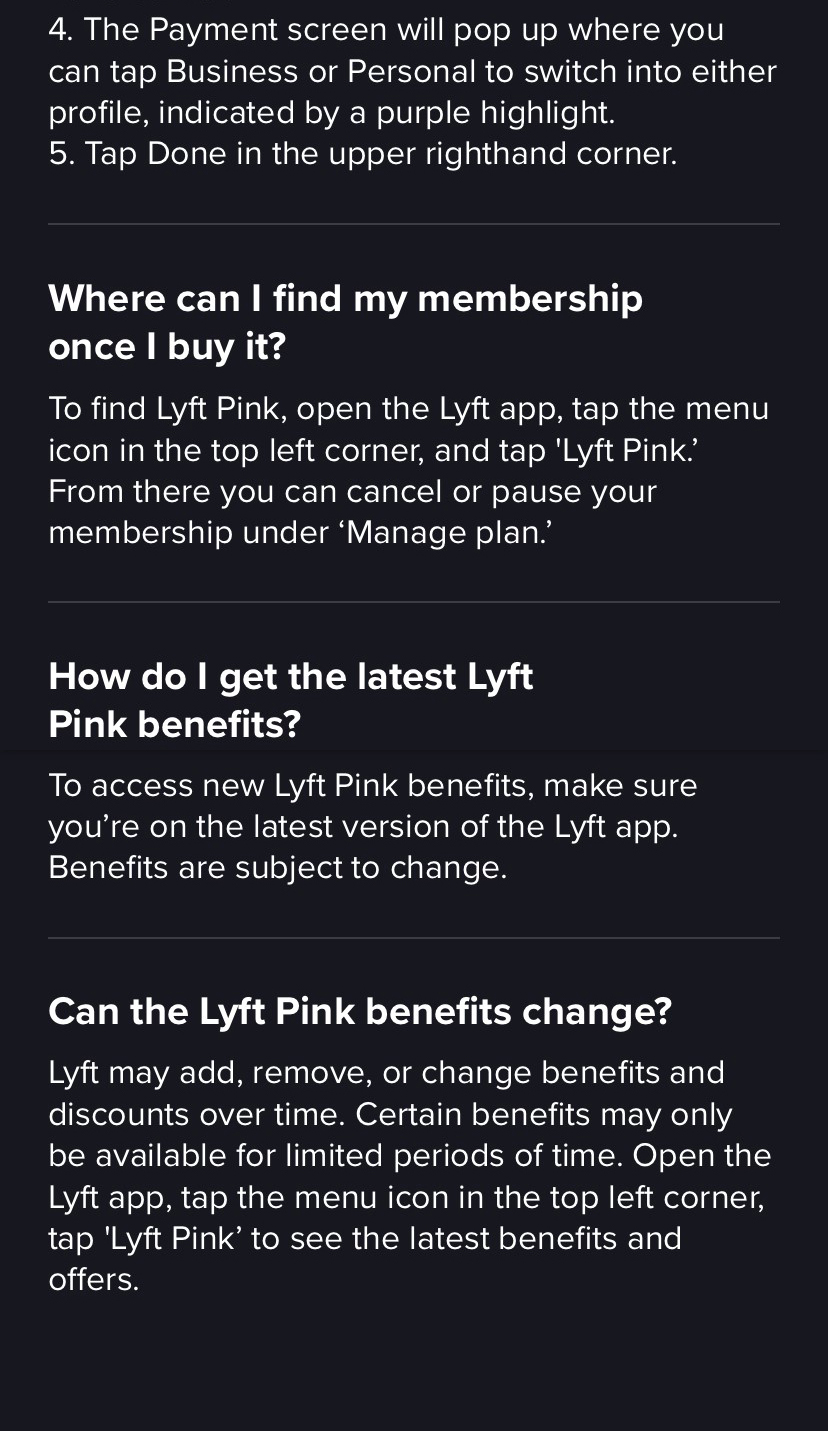 4. The Payment screen will pop up where you
can tap Business or Personal to switch into either
profile, indicated by a purple highlight.
5. Tap Done in the upper righthand corner.
Where can I find my membership
once I buy it?
To find Lyft Pink, open the Lyft app, tap the menu
icon in the top left corner, and tap 'Lyft Pink.’
From there you can cancel or pause your
membership under ‘Manage plan.’
How do I get the latest Lyft
Pink benefits?
To access new Lyft Pink benefits, make sure
you’re on the latest version of the Lyft app.
Benefits are subject to change.
Can the Lyft Pink benefits change?
Lyft may add, remove, or change benefits and
discounts over time. Certain benefits may only
be available for limited periods of time. Open the
Lyft app, tap the menu icon in the top left corner,
tap 'Lyft Pink’ to see the latest benefits and
offers.